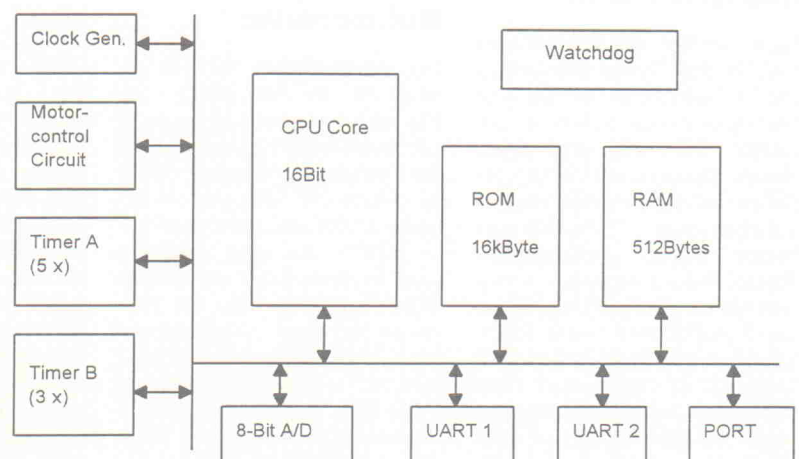 Clock Gen.
Watchdog
Motor-
control
Circuit
CPU Core
16Bit
ROM
16kByte
RAM
512Bytes
Timer A
(5 x)
Timer B
(3 x)
8-Bit A/D
UART 1
UART 2
PORT